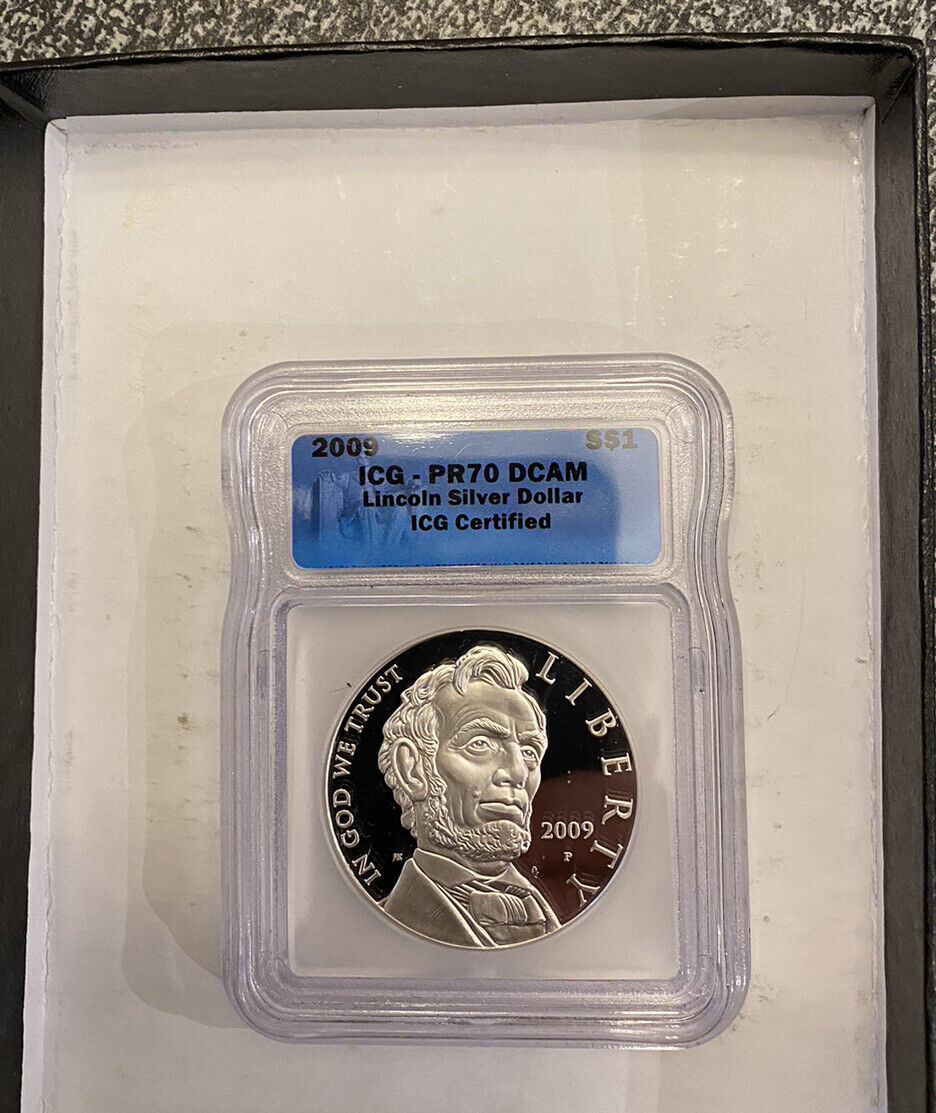 2009 S$1
ICG - PR70 DCAM
Lincoln Silver Dollar
ICG Certified
IN GOD WE TRUST
LIBERTY
2009
P